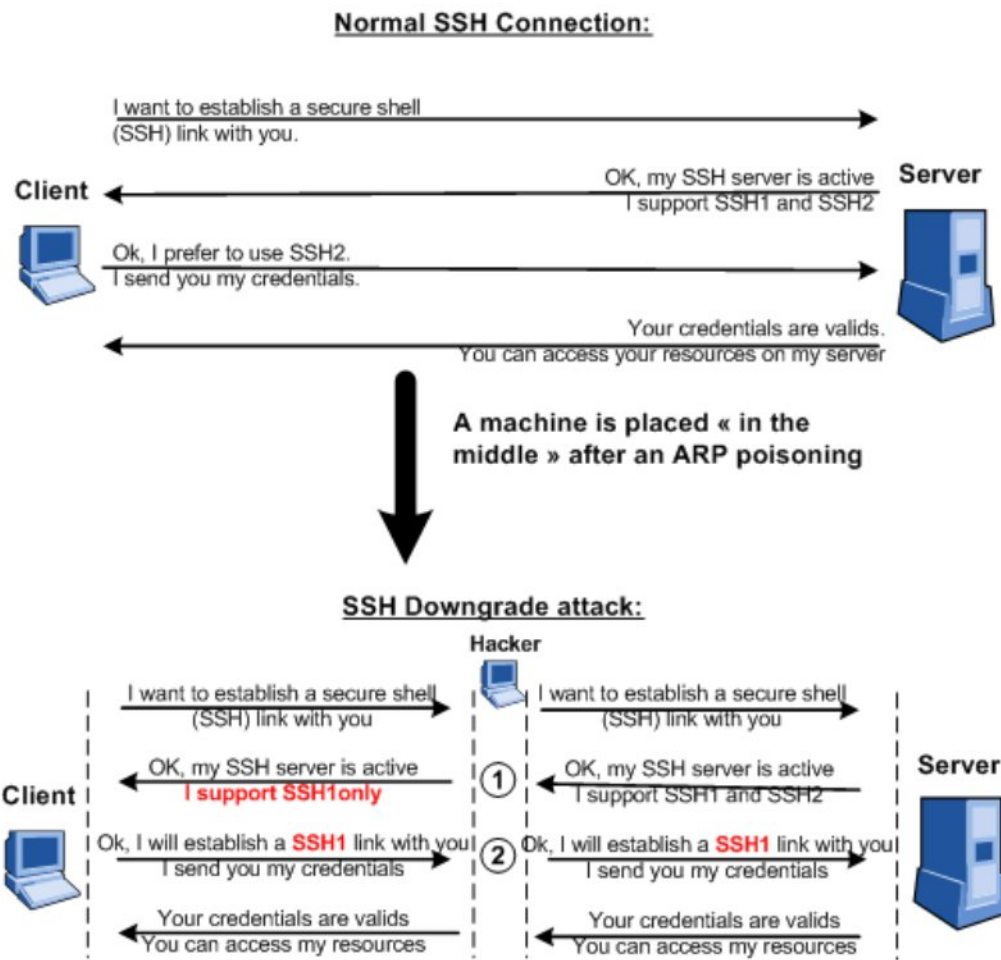 Normal SSH Connection:
I want to establish a secure shell
(SSH) link with you.
OK, my SSH server is active
I support SSH1 and SSH2
Client
Server
Ok, I prefer to use SSH2.
I send you my credentials.
Your credentials are valids.
You can access your resources on my server
A machine is placed « in the
middle » after an ARP poisoning
SSH Downgrade attack:
Hacker
I want to establish a secure shell
(SSH) link with you
I want to establish a secure shell
(SSH) link with you
OK, my SSH server is active
I support SSH1only
1
OK, my SSH server is active
I support SSH1 and SSH2
Client
Server
Ok, I will establish a SSH1 link with you
I send you my credentials
2
Ok, I will establish a SSH1 link with you
I send you my credentials
Your credentials are valids
You can access my resources
Your credentials are valids
You can access my resources